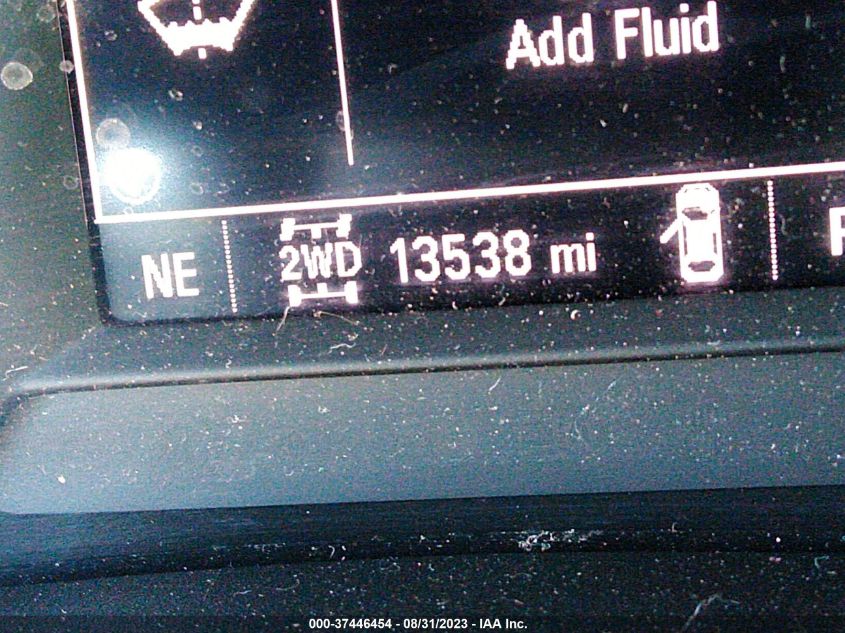 Add Fluid
NE 2WD 13538 mi P
000-37446454 - 08/31/2023 - IAA Inc.